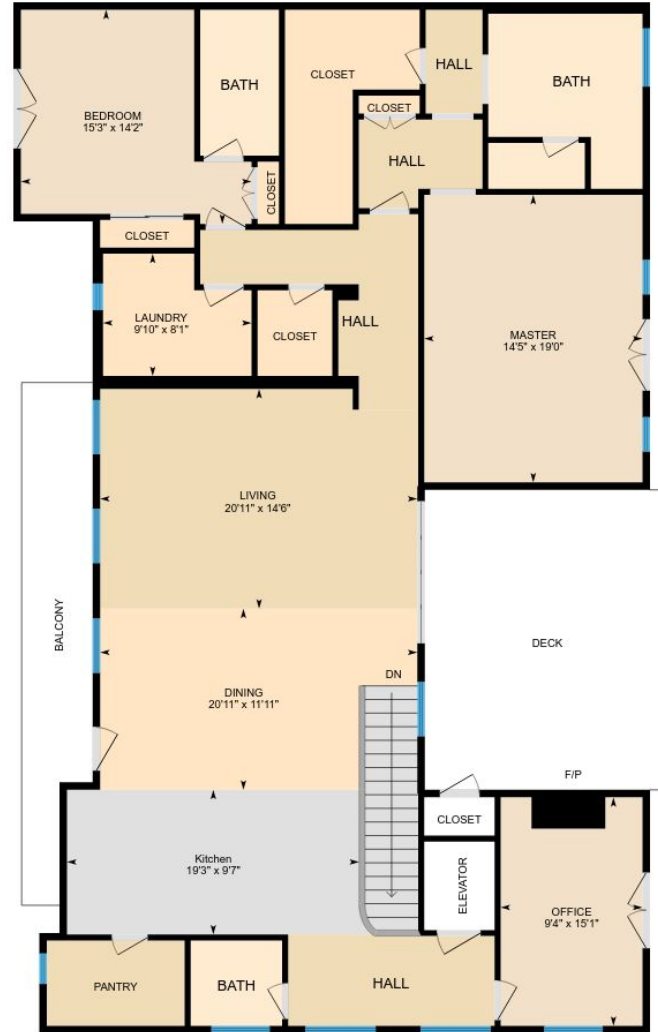 BATH
CLOSET
HALL
BATH
BEDROOM
15'3" x 14'2"
CLOSET
HALL
CLOSET
CLOSET
LAUNDRY
9'10" x 8'1"
CLOSET
HALL
MASTER
14'5" x 19'0"
LIVING
20'11" x 14'6"
BALCONY
DECK
DN
DINING
20'11" x 11'11"
F/P
CLOSET
Kitchen
19'3" x 9'7"
ELEVATOR
OFFICE
9'4" x 15'1"
PANTRY
BATH
HALL